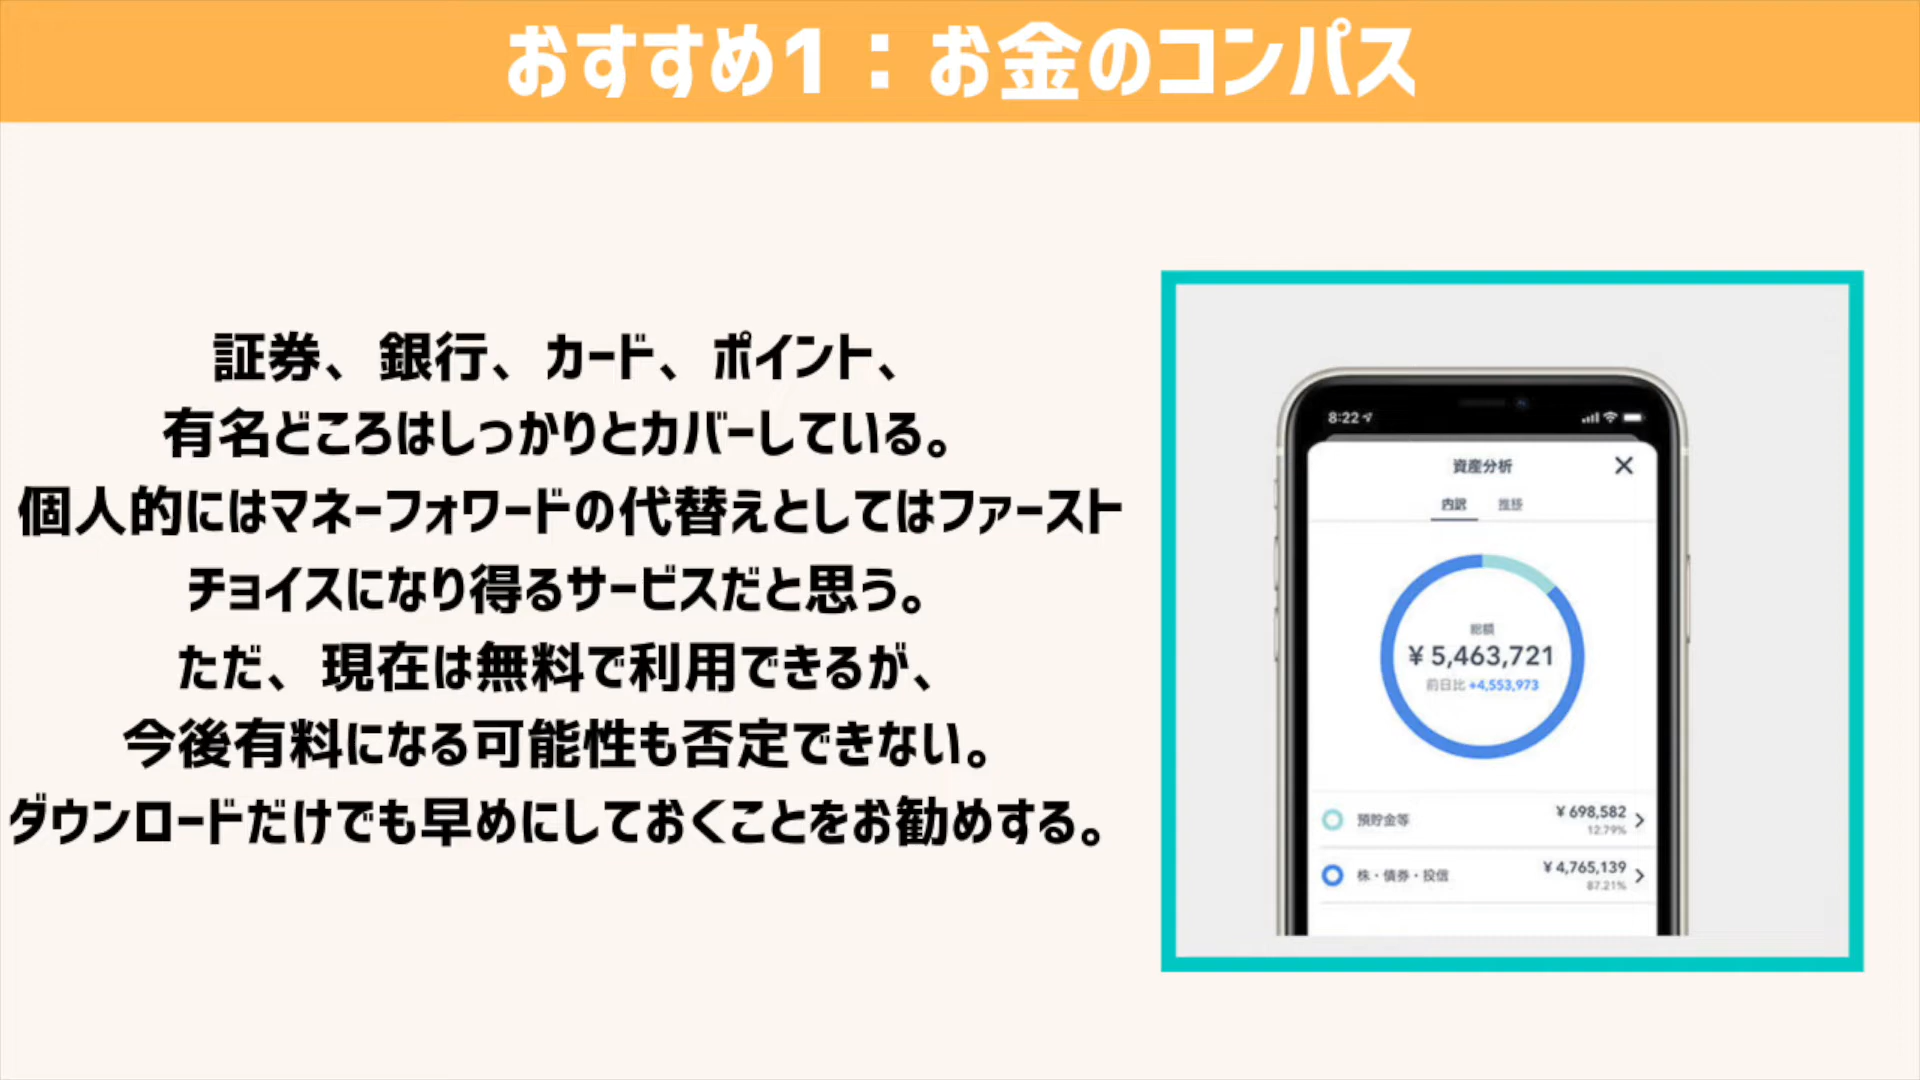 おすすめ1：お金のコンパス
証券、銀行、カード、ポイント、
有名どころはしっかりとカバーしている。
個人的にはマネーフォワードの代替えとしてはファースト
チョイスになり得るサービスだと思う。
ただ、現在は無料で利用できるが、
今後有料になる可能性も否定できない。
ダウンロードだけでも早めにしておくことをお勧めする。
8:22
資産分析
内訳 推移
総額
¥ 5,463,721
前日比 +4,553,973
預貯金等 ¥ 698,582
12.79%
株・債券・投信 ¥ 4,765,139
87.21%